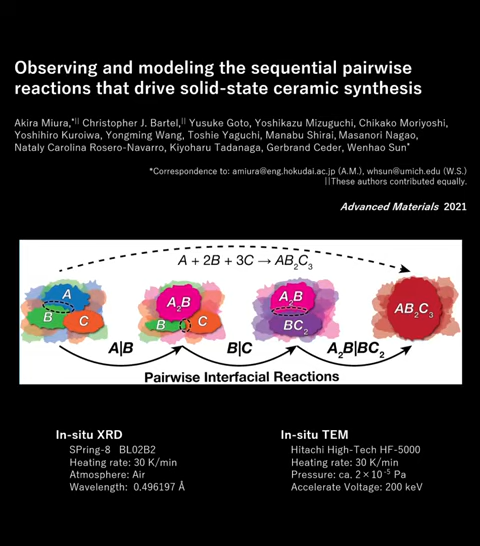 Observing and modeling the sequential pairwise
reactions that drive solid-state ceramic synthesis
Akira Miura,*|| Christopher J. Bartel,|| Yusuke Goto, Yoshikazu Mizuguchi, Chikako Moriyoshi,
Yoshihiro Kuroiwa, Yongming Wang, Toshie Yaguchi, Manabu Shirai, Masanori Nagao,
Nataly Carolina Rosero-Navarro, Kiyoharu Tadanaga, Gerbrand Ceder, Wenhao Sun*
*Correspondence to: amiura@eng.hokudai.ac.jp (A.M.), whsun@umich.edu (W.S.)
||These authors contributed equally.
Advanced Materials 2021
A + 2B + 3C → AB₂C₃
A
B
C
A₂B
B
C
A₂B
BC₂
AB₂C₃
A|B
B|C
A₂B|BC₂
Pairwise Interfacial Reactions
In-situ XRD
SPring-8 BL02B2
Heating rate: 30 K/min
Atmosphere: Air
Wavelength: 0.496197 Å
In-situ TEM
Hitachi High-Tech HF-5000
Heating rate: 30 K/min
Pressure: ca. 2×10⁻⁵ Pa
Accelerate Voltage: 200 keV